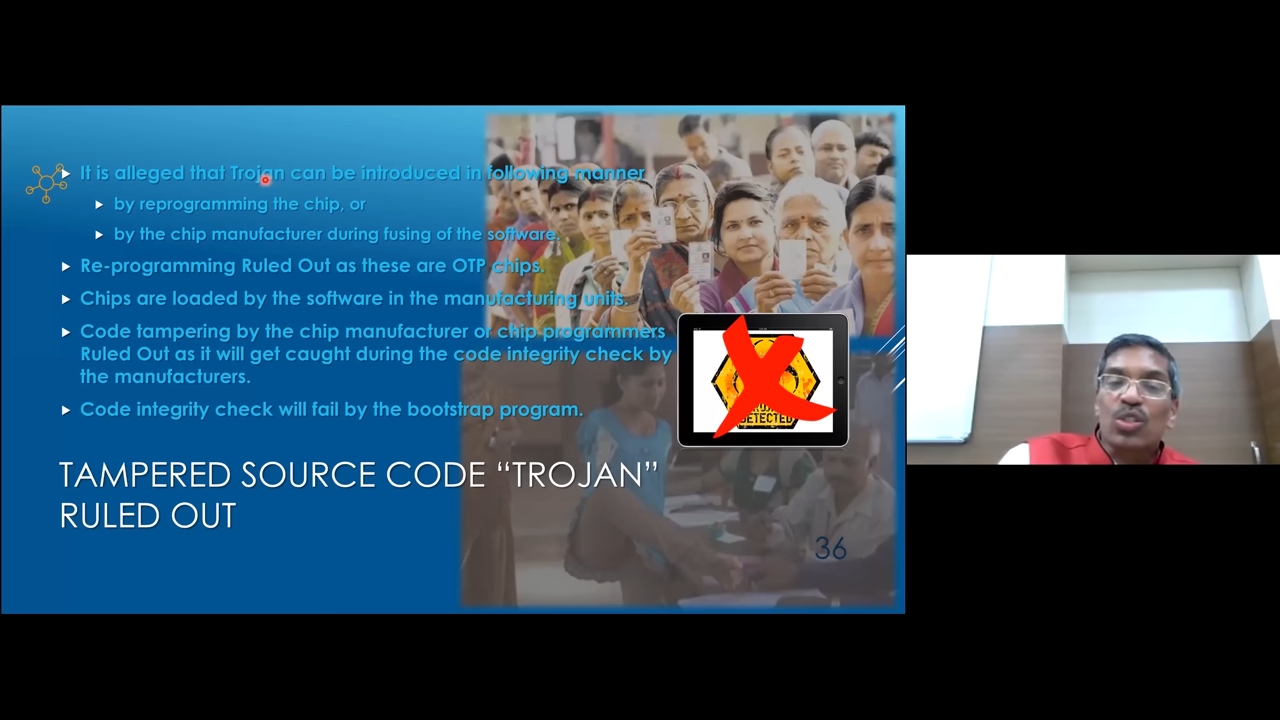 It is alleged that Trojan can be introduced in following manner
by reprogramming the chip, or
by the chip manufacturer during fusing of the software.
Re-programming Ruled Out as these are OTP chips.
Chips are loaded by the software in the manufacturing units.
Code tampering by the chip manufacturer or chip programmers
Ruled Out as it will get caught during the code integrity check by
the manufacturers.
Code integrity check will fail by the bootstrap program.
DETECTED
TAMPERED SOURCE CODE “TROJAN”
RULED OUT
36